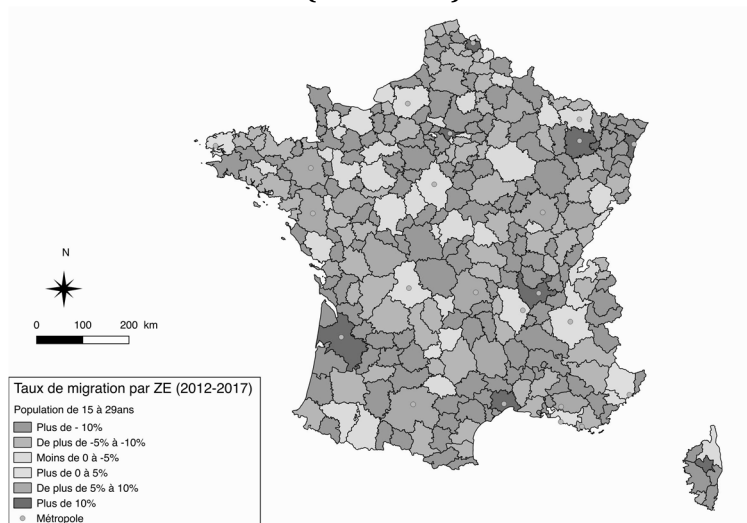 N
0 100 200 km
Taux de migration par ZE (2012-2017)
Population de 15 à 29ans
Plus de - 10%
De plus de -5% à -10%
Moins de 0 à -5%
Plus de 0 à 5%
De plus de 5% à 10%
Plus de 10%
Métropole